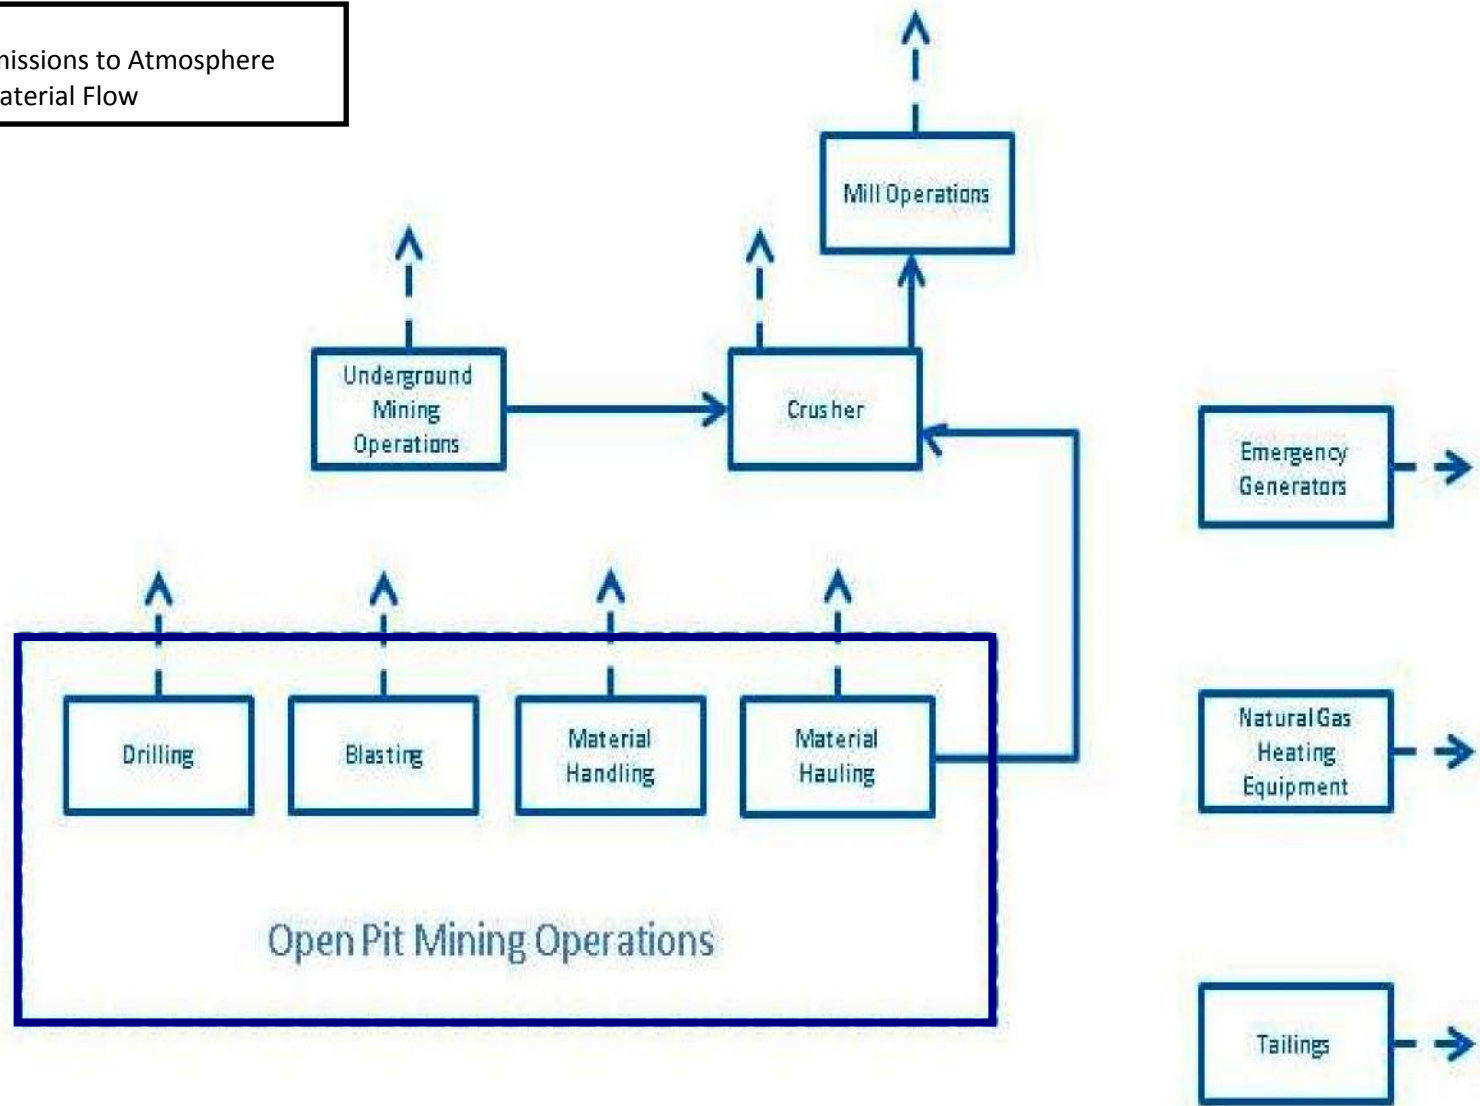 missions to Atmosphere
aterial Flow
Mill Operations
Underground
Mining
Operations
Crusher
Emergency
Generators
Drilling
Blasting
Material
Handling
Material
Hauling
Natural Gas
Heating
Equipment
Open Pit Mining Operations
Tailings